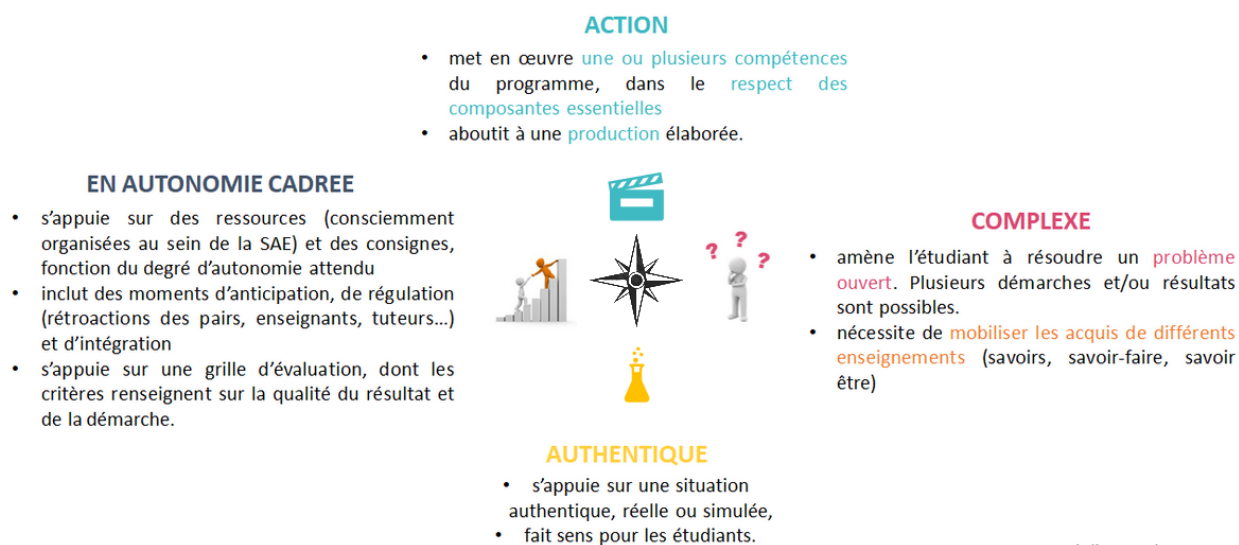 ACTION
• met en œuvre une ou plusieurs compétences
du programme, dans le respect des
composantes essentielles
• aboutit à une production élaborée.
EN AUTONOMIE CADREE
• s’appuie sur des ressources (consciemment
organisées au sein de la SAE) et des consignes,
fonction du degré d’autonomie attendu
• inclut des moments d’anticipation, de régulation
(rétroactions des pairs, enseignants, tuteurs…)
et d’intégration
• s’appuie sur une grille d’évaluation, dont les
critères renseignent sur la qualité du résultat et
de la démarche.
? ? ?
COMPLEXE
• amène l’étudiant à résoudre un problème
ouvert. Plusieurs démarches et/ou résultats
sont possibles.
• nécessite de mobiliser les acquis de différents
enseignements (savoirs, savoir-faire, savoir
être)
AUTHENTIQUE
• s’appuie sur une situation
authentique, réelle ou simulée,
• fait sens pour les étudiants.